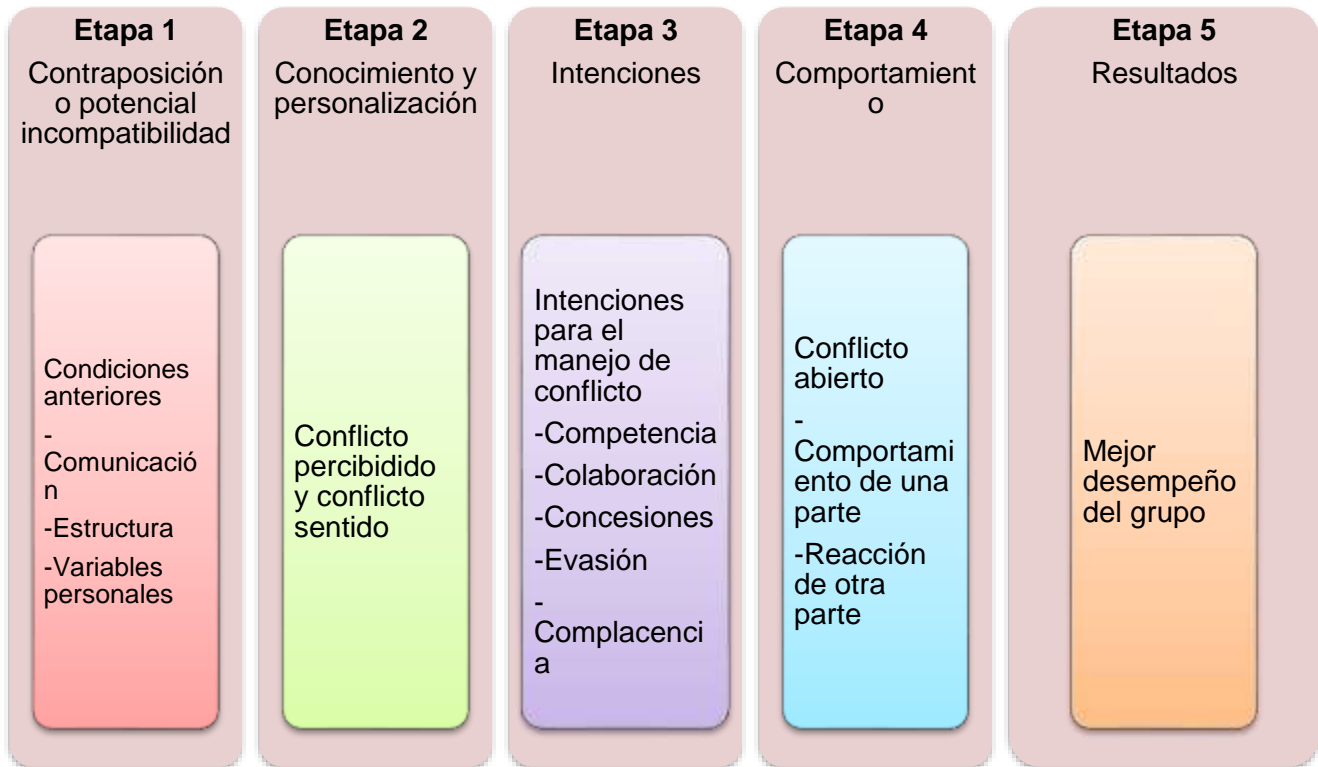 Etapa 1
Contraposición
o potencial
incompatibilidad
Condiciones
anteriores
-
Comunicació
n
-Estructura
-Variables
personales
Etapa 2
Conocimiento y
personalización
Conflicto
percibidido
y conflicto
sentido
Etapa 3
Intenciones
Intenciones
para el
manejo de
conflicto
-Competencia
-Colaboración
-Concesiones
-Evasión
-
Complacenci
a
Etapa 4
Comportamient
o
Conflicto
abierto
-
Comportami
ento de una
parte
-Reacción
de otra
parte
Etapa 5
Resultados
Mejor
desempeño
del grupo